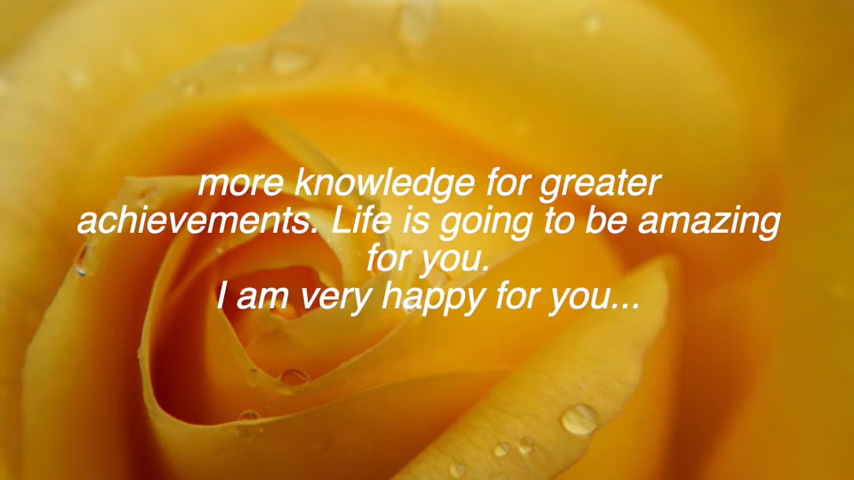 more knowledge for greater
achievements. Life is going to be amazing
for you.
I am very happy for you...